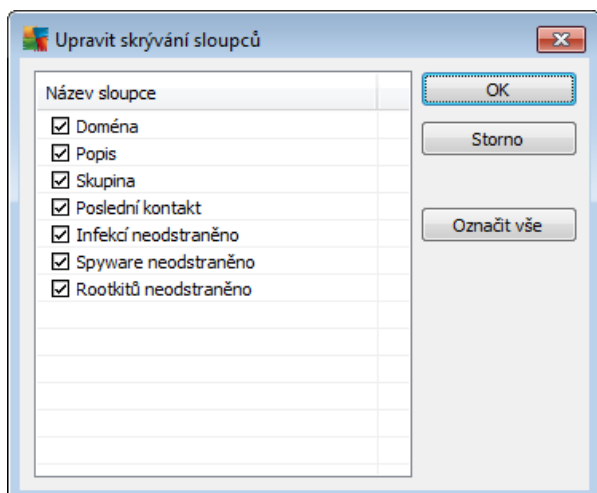 Upravit skrývání sloupců
Název sloupce
Doména
Popis
Skupina
Poslední kontakt
Infekcí neodstraněno
Spyware neodstraněno
Rootkitů neodstraněno
OK
Storno
Označit vše